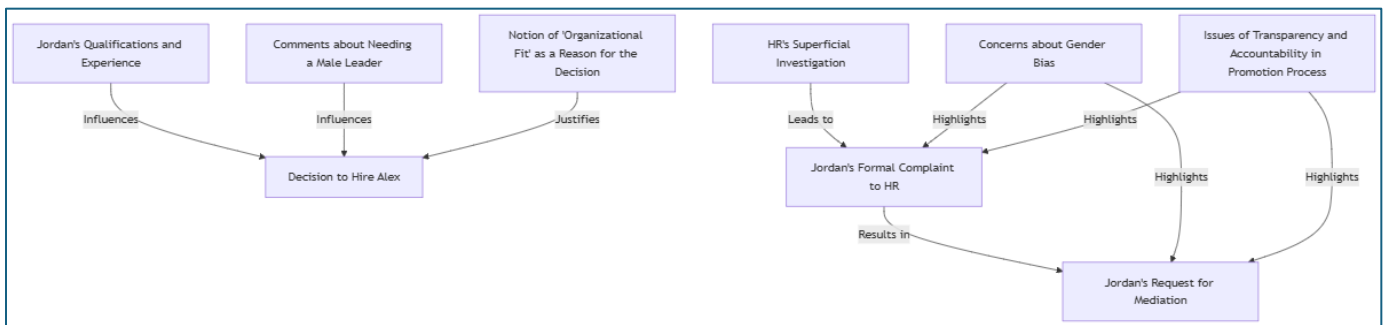 Jordan's Qualifications and
Experience
Comments about Needing
a Male Leader
Notion of 'Organizational
Fit' as a Reason for the
Decision
HR's Superficial
Investigation
Concerns about Gender
Bias
Issues of Transparency and
Accountability in
Promotion Process
Influences
Influences
Justifies
Leads to
Highlights
Highlights
Decision to Hire Alex
Jordan's Formal Complaint
to HR
Highlights
Highlights
Results in
Jordan's Request for
Mediation